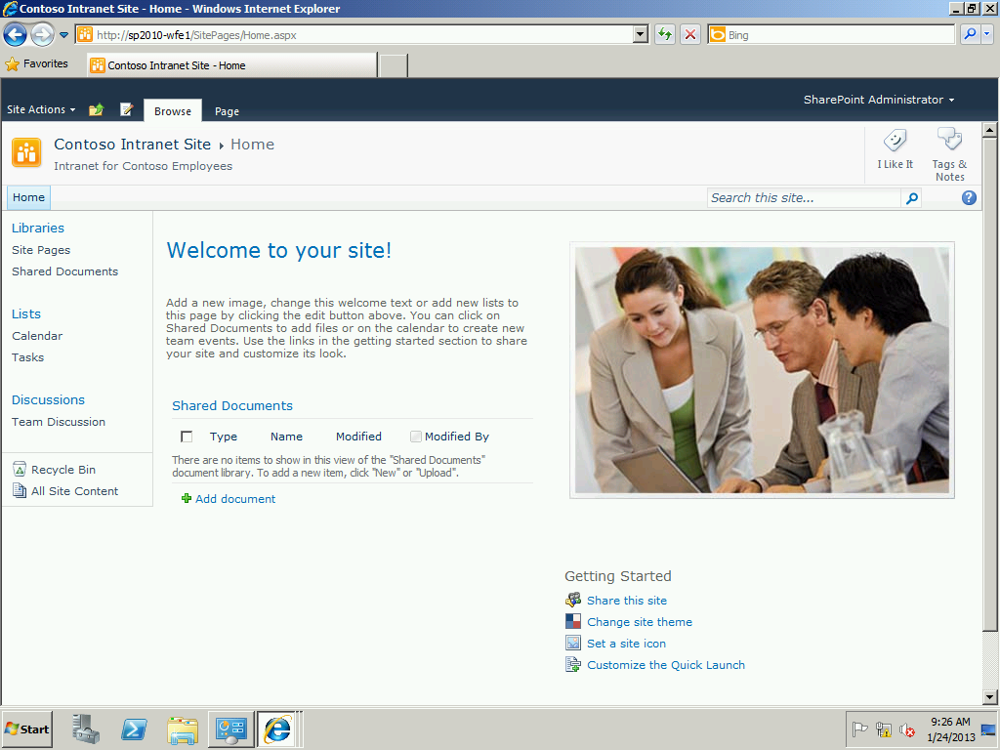 Contoso Intranet Site - Home - Windows Internet Explorer
http://sp2010-wfe1/SitePages/Home.aspx
Bing
Favorites
Contoso Intranet Site - Home
Site Actions
Browse
Page
SharePoint Administrator
Contoso Intranet Site
Home
Intranet for Contoso Employees
I Like It
Tags &
Notes
Home
Search this site...
Libraries
Site Pages
Shared Documents
Lists
Calendar
Tasks
Discussions
Team Discussion
Recycle Bin
All Site Content
Welcome to your site!
Add a new image, change this welcome text or add new lists to
this page by clicking the edit button above. You can click on
Shared Documents to add files or on the calendar to create new
team events. Use the links in the getting started section to share
your site and customize its look.
Shared Documents
Type Name Modified Modified By
There are no items to show in this view of the "Shared Documents"
document library. To add a new item, click "New" or "Upload".
Add document
Getting Started
Share this site
Change site theme
Set a site icon
Customize the Quick Launch
Start
9:26 AM
1/24/2013